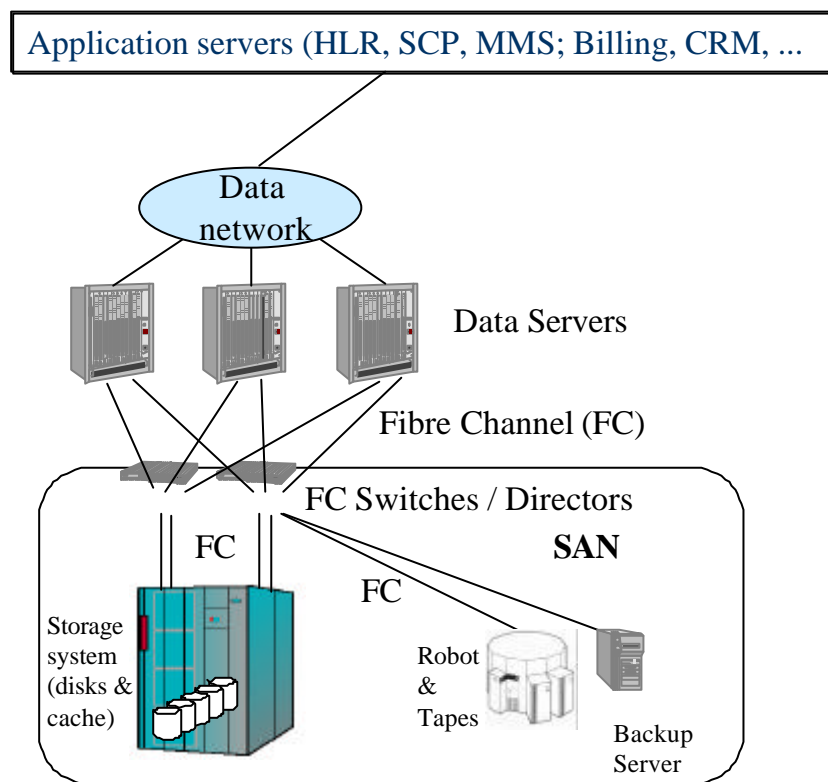 Application servers (HLR, SCP, MMS; Billing, CRM, ...
Data
network
Data Servers
Fibre Channel (FC)
FC Switches / Directors
FC
SAN
FC
Storage
system
(disks &
cache)
Robot
&
Tapes
Backup
Server